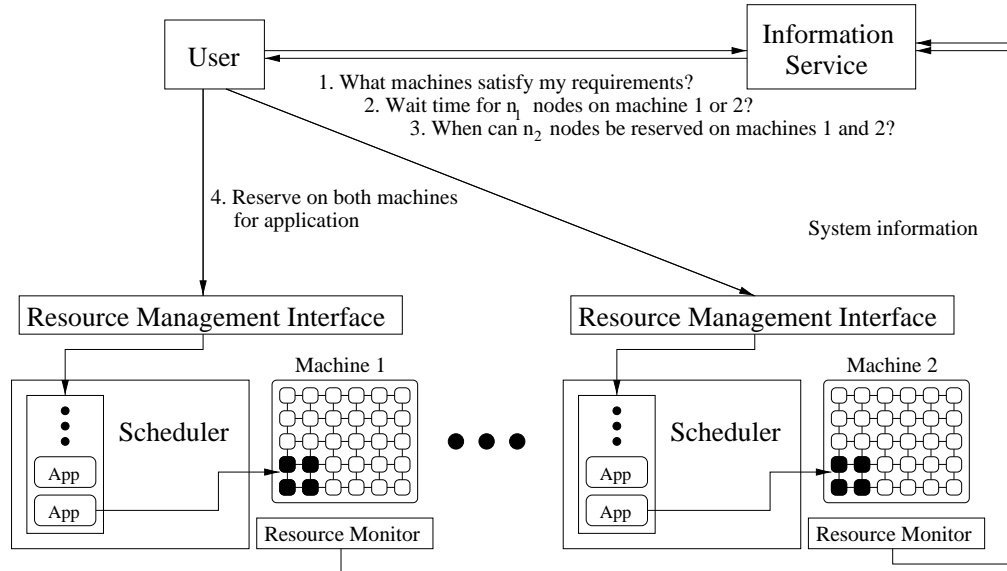 User
Information
Service
1. What machines satisfy my requirements?
2. Wait time for n1 nodes on machine 1 or 2?
3. When can n2 nodes be reserved on machines 1 and 2?
4. Reserve on both machines
for application
System information
Resource Management Interface
Resource Management Interface
Machine 1
Machine 2
Scheduler
Scheduler
App
App
App
App
Resource Monitor
Resource Monitor